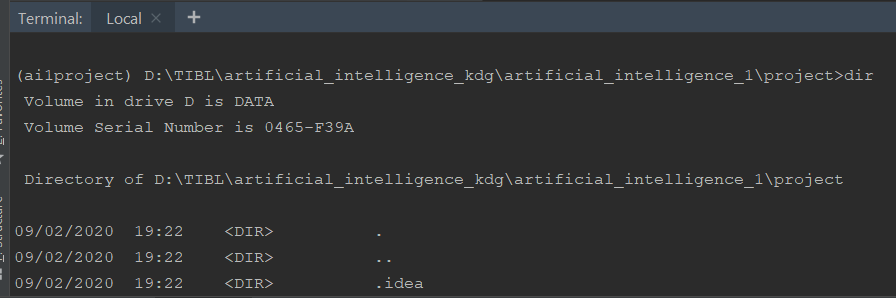 Terminal: Local × +
(ai1project) D:\TIBL\artificial_intelligence_kdg\artificial_intelligence_1\project>dir
Volume in drive D is DATA
Volume Serial Number is 0465-F39A
Directory of D:\TIBL\artificial_intelligence_kdg\artificial_intelligence_1\project
09/02/2020  19:22    <DIR>          .
09/02/2020  19:22    <DIR>          ..
09/02/2020  19:22    <DIR>          .idea